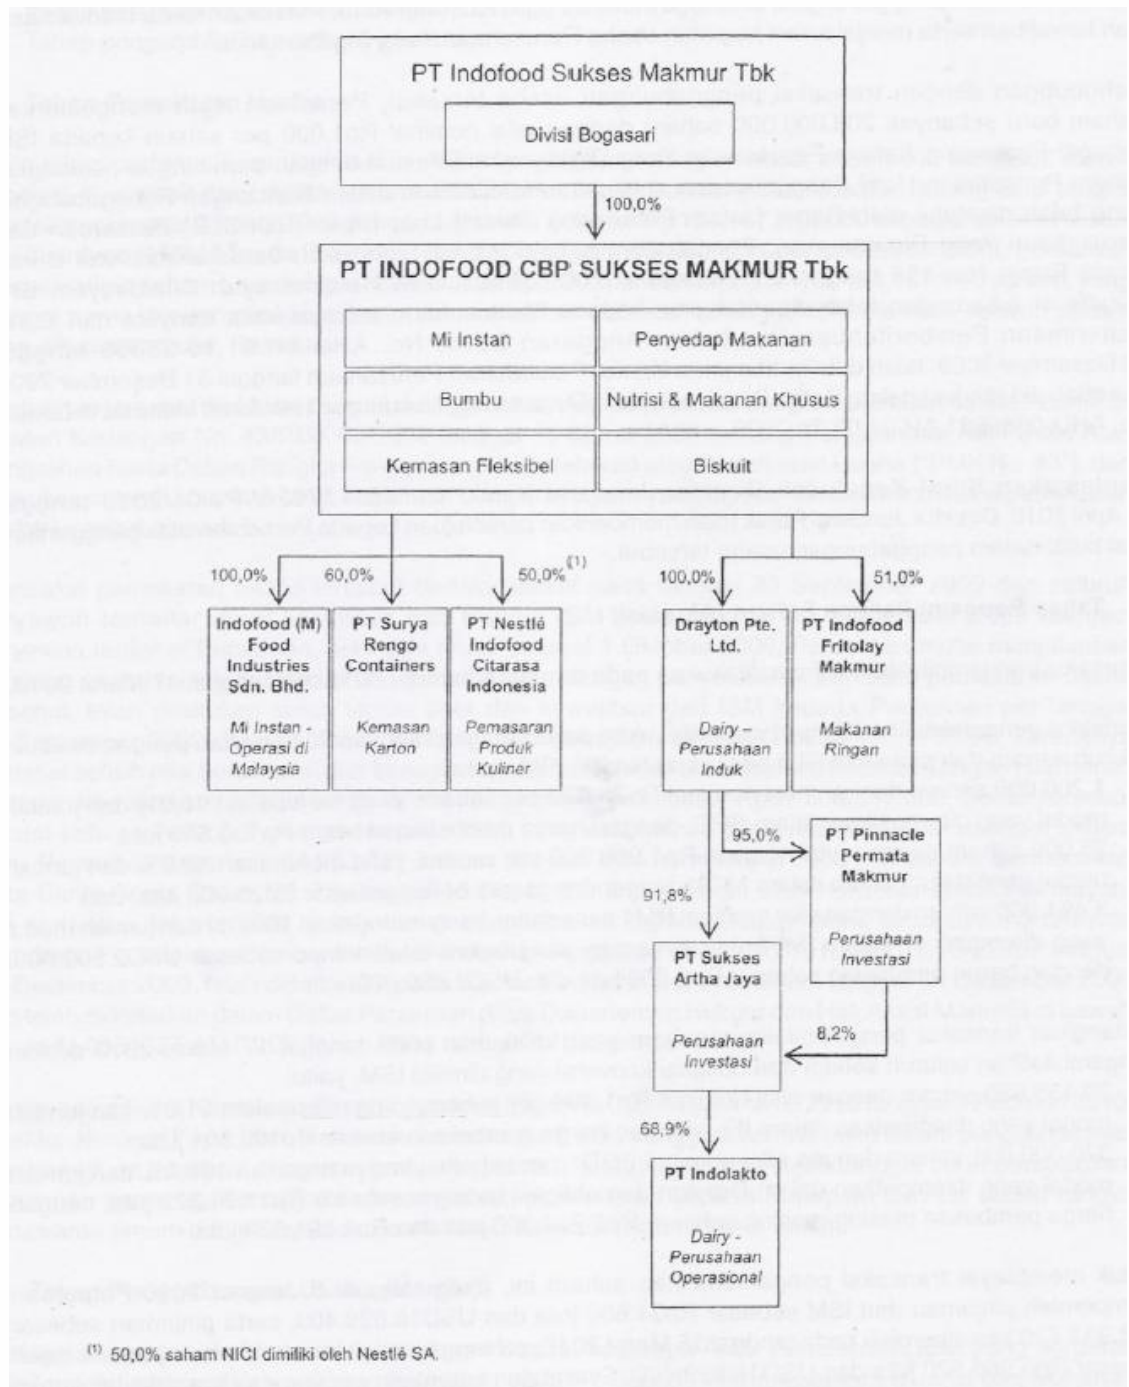 PT Indofood Sukses Makmur Tbk
Divisi Bogasari
100,0%
PT INDOFOOD CBP SUKSES MAKMUR Tbk
Mi Instan
Penyedap Makanan
Bumbu
Nutrisi & Makanan Khusus
Kemasan Fleksibel
Biskuit
100,0%
60,0%
50,0%(1)
100,0%
51,0%
Indofood (M)
Food
Industries
Sdn. Bhd.
Mi Instan -
Operasi di
Malaysia
PT Surya
Rengo
Containers
Kemasan
Karton
PT Nestlé
Indofood
Citarasa
Indonesia
Pemasaran
Produk
Kuliner
Drayton Pte.
Ltd.
Dairy –
Perusahaan
Induk
PT Indofood
Fritolay
Makmur
Makanan
Ringan
95,0%
PT Pinnacle
Permata
Makmur
Perusahaan
Investasi
91,8%
PT Sukses
Artha Jaya
Perusahaan
Investasi
8,2%
68,9%
PT Indolakto
Dairy -
Perusahaan
Operasional
(1) 50,0% saham NICI dimiliki oleh Nestlé SA.